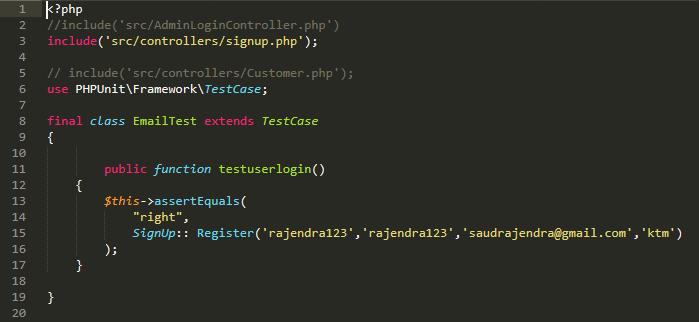 1 <?php
2 //include('src/AdminLoginController.php')
3 include('src/controllers/signup.php');
4
5 // include('src/controllers/Customer.php');
6 use PHPUnit\Framework\TestCase;
7
8 final class EmailTest extends TestCase
9 {
10
11 public function testuserlogin()
12 {
13 $this->assertEquals(
14 "right",
15 SignUp:: Register('rajendra123','rajendra123','saudrajendra@gmail.com','ktm')
16 );
17 }
18
19 }
20